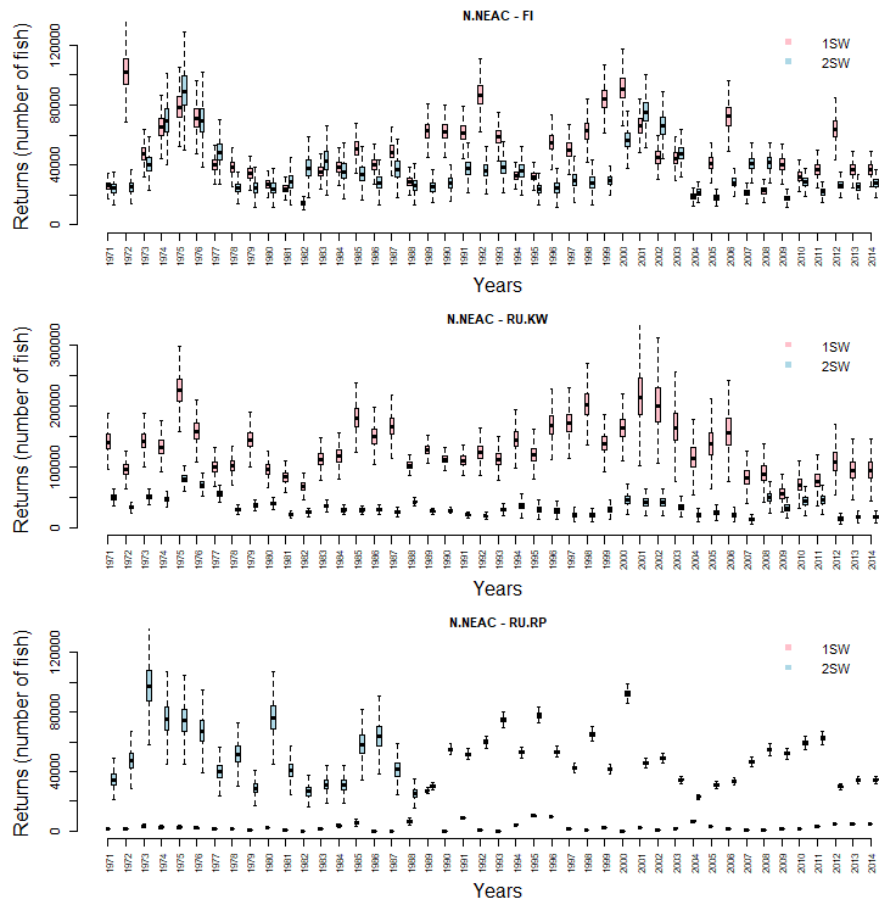 N.NEAC - FI
Returns (number of fish)
0 40000 80000 120000
1SW
2SW
1971 1972 1973 1974 1975 1976 1977 1978 1979 1980 1981 1982 1983 1984 1985 1986 1987 1988 1989 1990 1991 1992 1993 1994 1995 1996 1997 1998 1999 2000 2001 2002 2003 2004 2005 2006 2007 2008 2009 2010 2011 2012 2013 2014
Years
N.NEAC - RU.KW
Returns (number of fish)
0 100000 200000 300000
1SW
2SW
1971 1972 1973 1974 1975 1976 1977 1978 1979 1980 1981 1982 1983 1984 1985 1986 1987 1988 1989 1990 1991 1992 1993 1994 1995 1996 1997 1998 1999 2000 2001 2002 2003 2004 2005 2006 2007 2008 2009 2010 2011 2012 2013 2014
Years
N.NEAC - RU.RP
Returns (number of fish)
0 40000 80000 120000
1SW
2SW
1971 1972 1973 1974 1975 1976 1977 1978 1979 1980 1981 1982 1983 1984 1985 1986 1987 1988 1989 1990 1991 1992 1993 1994 1995 1996 1997 1998 1999 2000 2001 2002 2003 2004 2005 2006 2007 2008 2009 2010 2011 2012 2013 2014
Years